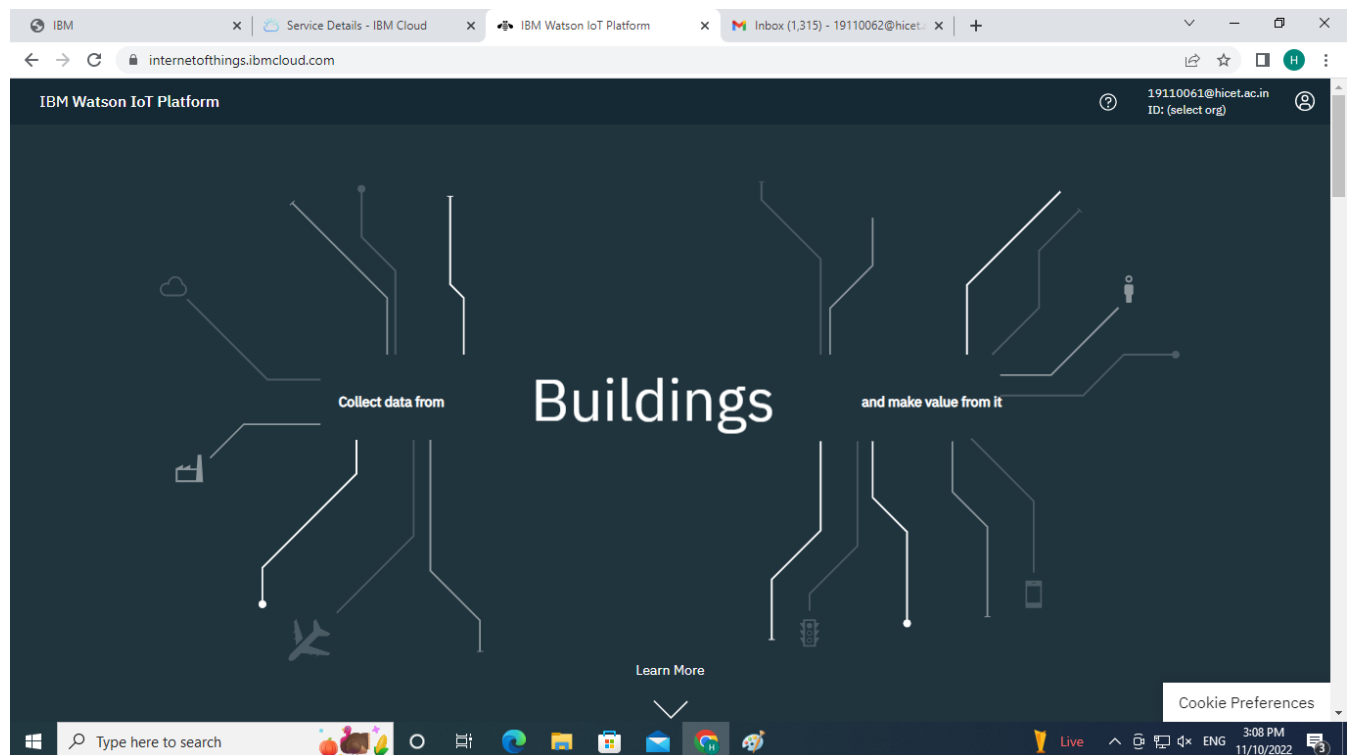 IBM
Service Details - IBM Cloud
IBM Watson IoT Platform
Inbox (1,315) - 19110062@hicet.
internetofthings.ibmcloud.com
H
IBM Watson IoT Platform
19110061@hicet.ac.in
ID: (select org)
Collect data from
Buildings
and make value from it
Learn More
Cookie Preferences
Type here to search
Live
ENG
3:08 PM
11/10/2022
3